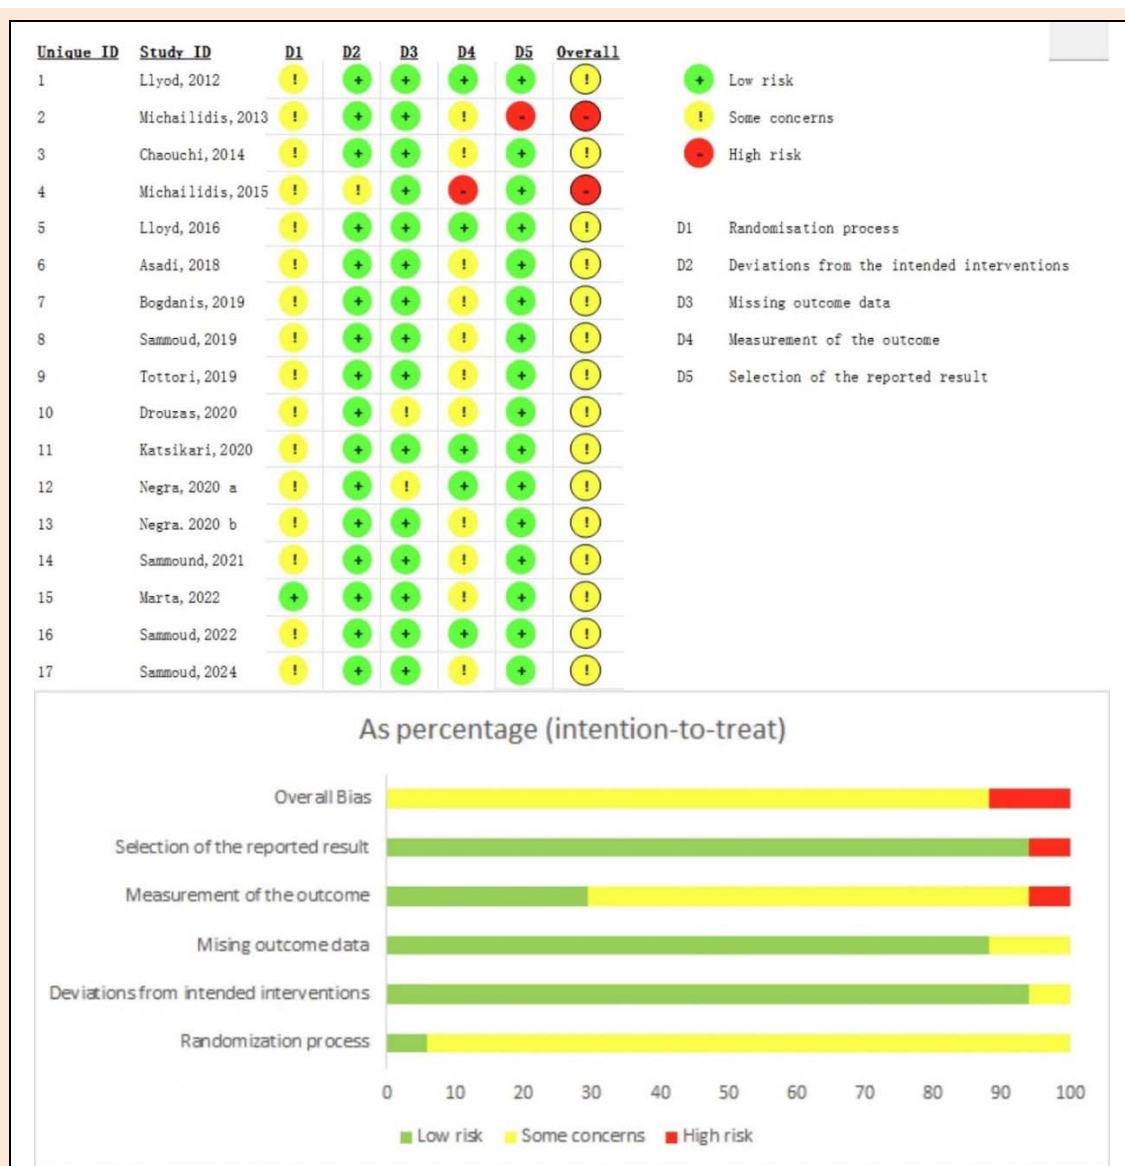 Unique ID Study ID D1 D2 D3 D4 D5 Overall
1 Llyod, 2012 ! + + + + !
2 Michailidis, 2013 ! + + ! - -
3 Chaouchi, 2014 ! + + ! + !
4 Michailidis, 2015 ! ! + - + -
5 Lloyd, 2016 ! + + + + !
6 Asadi, 2018 ! + + ! + !
7 Bogdanis, 2019 ! + + ! + !
8 Sammoud, 2019 ! + + ! + !
9 Tottori, 2019 ! + + ! + !
10 Drouzas, 2020 ! + ! ! + !
11 Katsikari, 2020 ! + + + + !
12 Negra, 2020 a ! + ! + + !
13 Negra. 2020 b ! + + ! + !
14 Sammound, 2021 ! + + ! + !
15 Marta, 2022 + + + ! + !
16 Sammoud, 2022 ! + + + + !
17 Sammoud, 2024 ! + + ! + !
+ Low risk
! Some concerns
- High risk
D1 Randomisation process
D2 Deviations from the intended interventions
D3 Missing outcome data
D4 Measurement of the outcome
D5 Selection of the reported result
As percentage (intention-to-treat)
Overall Bias
Selection of the reported result
Measurement of the outcome
Mising outcome data
Deviations from intended interventions
Randomization process
0 10 20 30 40 50 60 70 80 90 100
Low risk Some concerns High risk